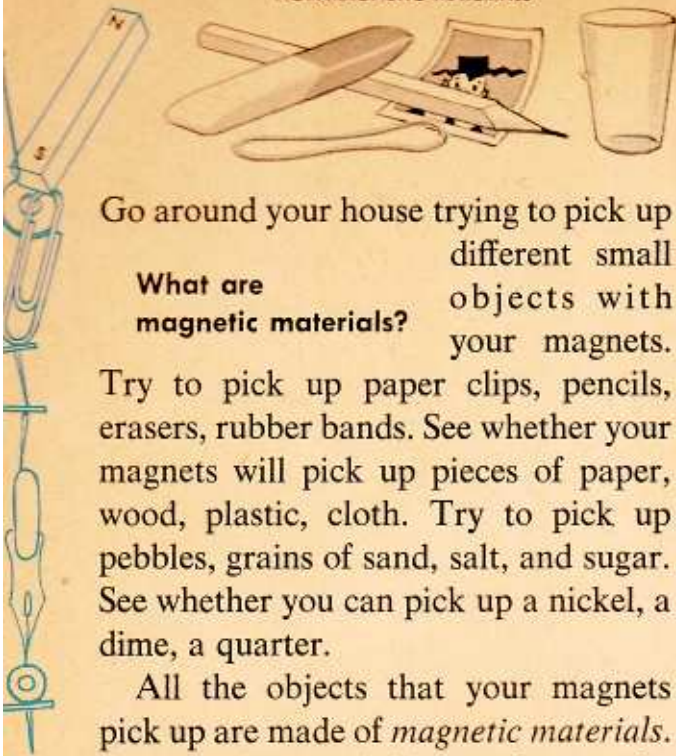 N
S
Go around your house trying to pick up
different small
What are
objects with
magnetic materials?
your magnets.
Try to pick up paper clips, pencils,
erasers, rubber bands. See whether your
magnets will pick up pieces of paper,
wood, plastic, cloth. Try to pick up
pebbles, grains of sand, salt, and sugar.
See whether you can pick up a nickel, a
dime, a quarter.
All the objects that your magnets
pick up are made of magnetic materials.